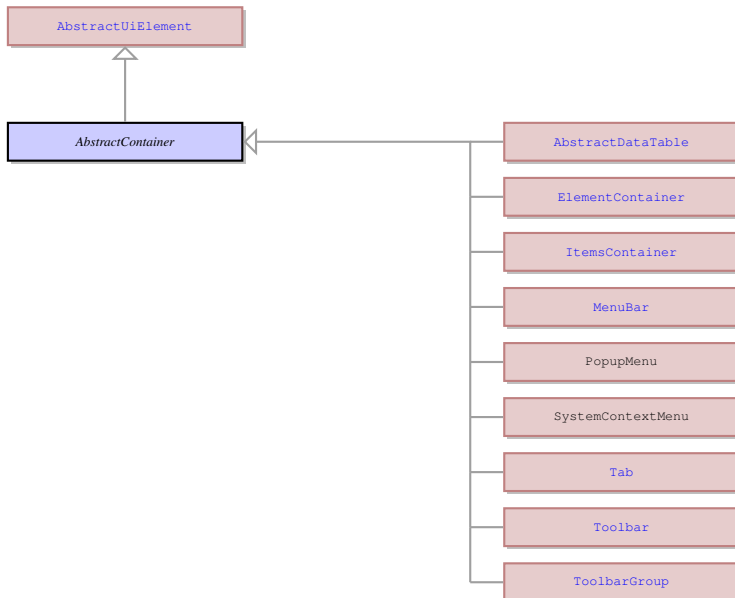 AbstractUiElement
AbstractContainer
AbstractDataTable
ElementContainer
ItemsContainer
MenuBar
PopupMenu
SystemContextMenu
Tab
Toolbar
ToolbarGroup